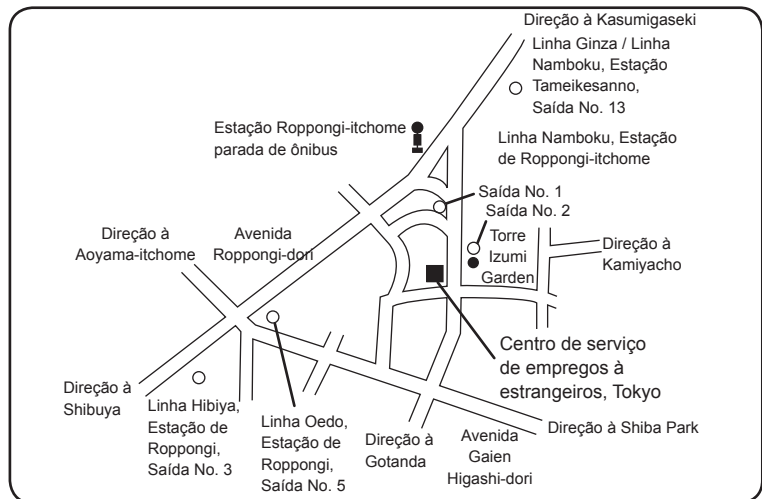 Direção à Kasumigaseki
Linha Ginza / Linha
Namboku, Estação
Tameikesanno,
Saída No. 13
Estação Roppongi-itchome
parada de ônibus
Linha Namboku, Estação
de Roppongi-itchome
Saída No. 1
Saída No. 2
Torre
Izumi
Garden
Direção à
Kamiyacho
Direção à
Aoyama-itchome
Avenida
Roppongi-dori
Centro de serviço
de empregos à
estrangeiros, Tokyo
Direção à
Shibuya
Linha Hibiya,
Estação de
Roppongi,
Saída No. 3
Linha Oedo,
Estação de
Roppongi,
Saída No. 5
Direção à
Gotanda
Avenida
Gaien
Higashi-dori
Direção à Shiba Park